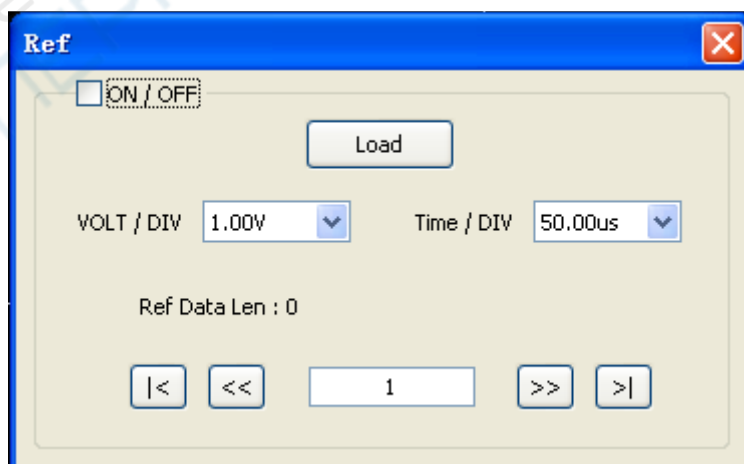 Ref
ON / OFF
Load
VOLT / DIV 1.00V Time / DIV 50.00us
Ref Data Len : 0
|< << 1 >> >|